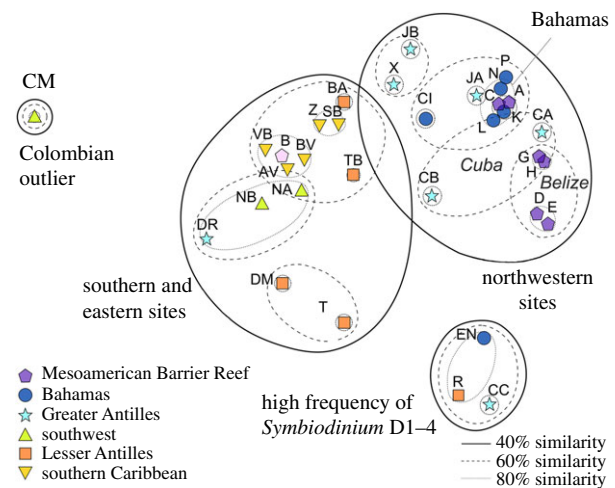 Bahamas
JB
X
JA
N
P
C
A
CI
L
K
CA
G
H
Cuba
Belize
CB
D
E
northwestern
sites
CM
Colombian
outlier
BA
Z
SB
VB
B
BV
AV
TB
NA
NB
DR
DM
T
southern and
eastern sites
EN
R
CC
high frequency of
Symbiodinium D1–4
Mesoamerican Barrier Reef
Bahamas
Greater Antilles
southwest
Lesser Antilles
southern Caribbean
40% similarity
60% similarity
80% similarity